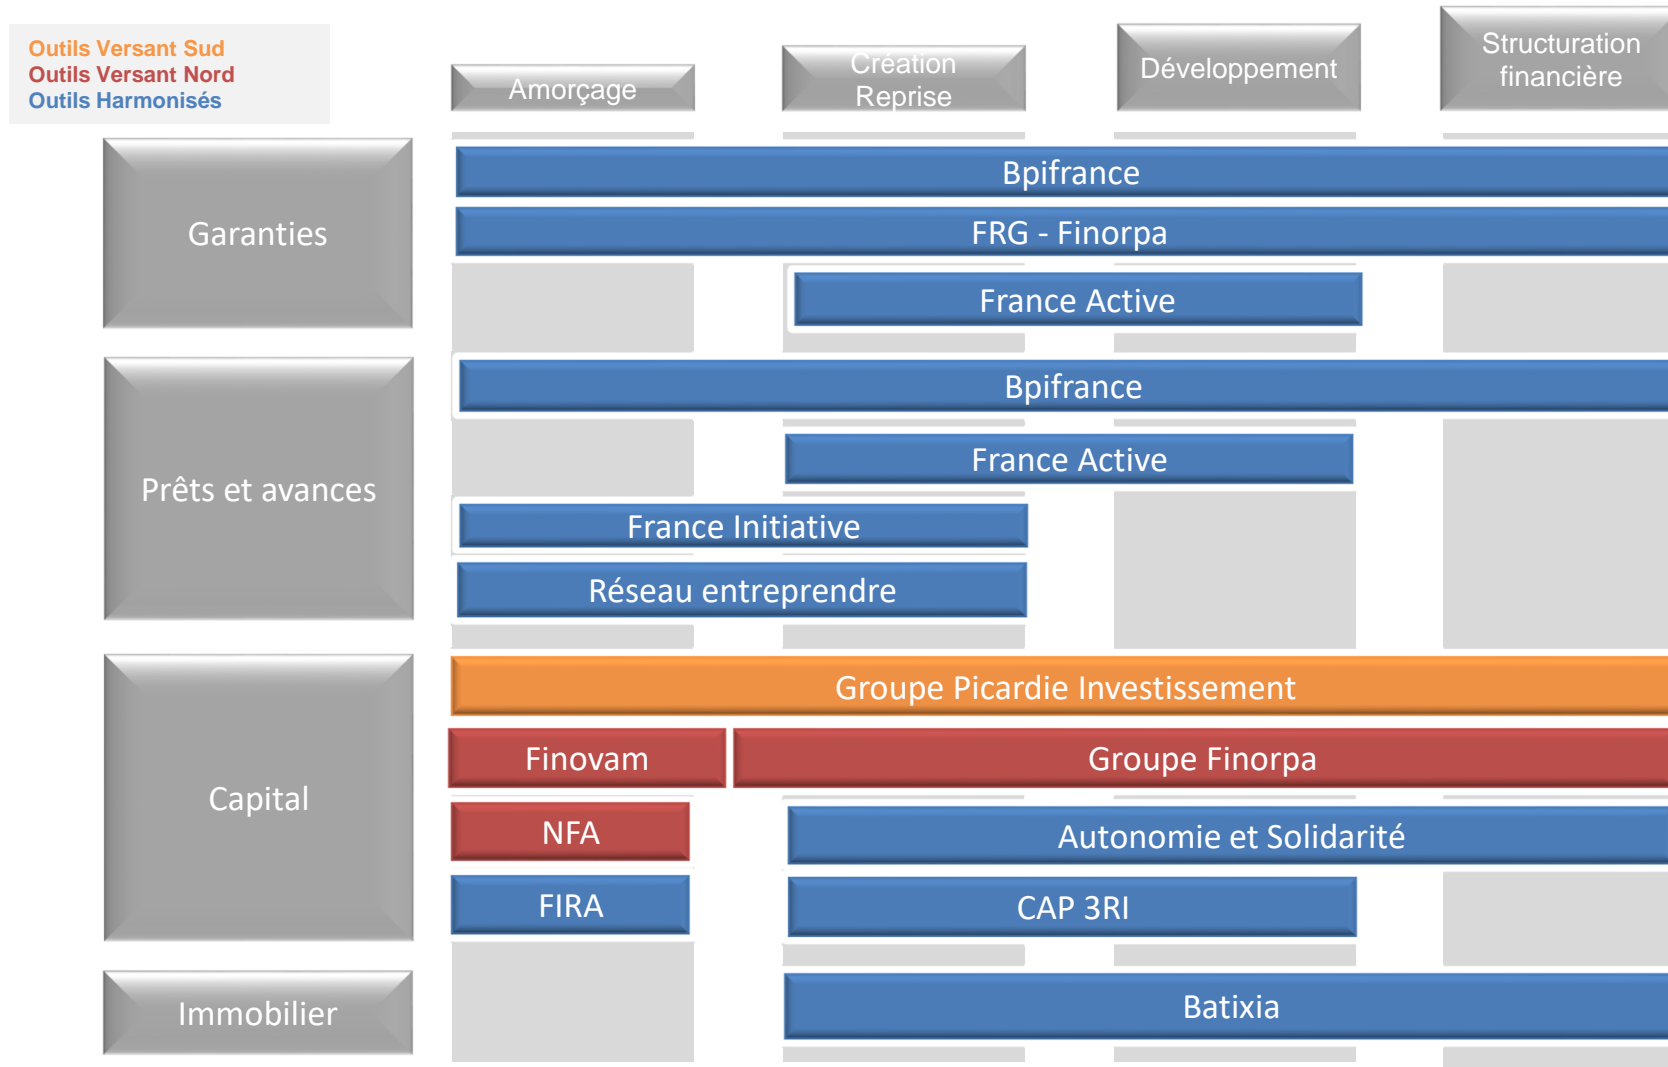 Outils Versant Sud
Outils Versant Nord
Outils Harmonisés
Amorçage
Création
Reprise
Développement
Structuration
financière
Garanties
Bpifrance
FRG - Finorpa
France Active
Prêts et avances
Bpifrance
France Active
France Initiative
Réseau entreprendre
Capital
Groupe Picardie Investissement
Finovam
Groupe Finorpa
NFA
Autonomie et Solidarité
FIRA
CAP 3RI
Immobilier
Batixia